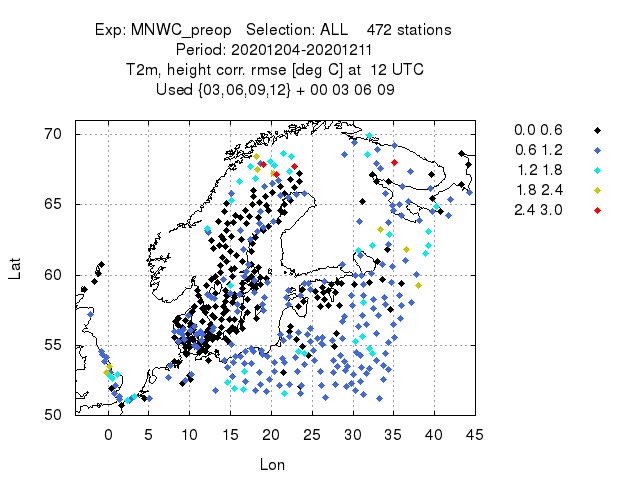 Exp: MNWC_preop   Selection: ALL    472 stations
Period: 20201204-20201211
T2m, height corr. rmse [deg C] at  12 UTC
Used {03,06,09,12} + 00 03 06 09
0.0 0.6
0.6 1.2
1.2 1.8
1.8 2.4
2.4 3.0
70
65
60
55
50
Lat
0 5 10 15 20 25 30 35 40 45
Lon